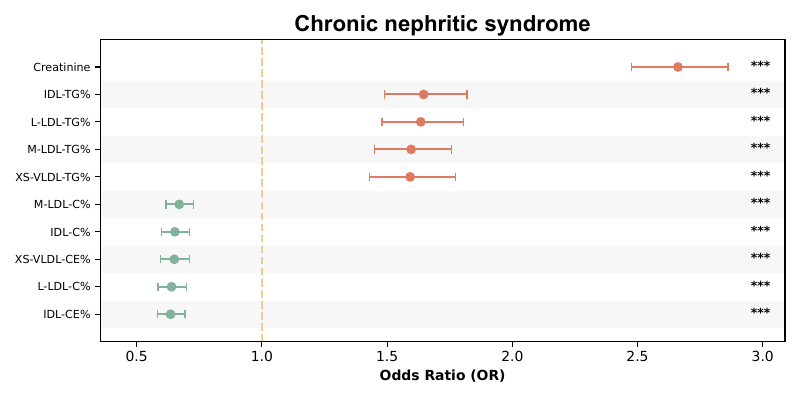 Chronic nephritic syndrome
Creatinine ***
IDL-TG% ***
L-LDL-TG% ***
M-LDL-TG% ***
XS-VLDL-TG% ***
M-LDL-C% ***
IDL-C% ***
XS-VLDL-CE% ***
L-LDL-C% ***
IDL-CE% ***
0.5 1.0 1.5 2.0 2.5 3.0
Odds Ratio (OR)